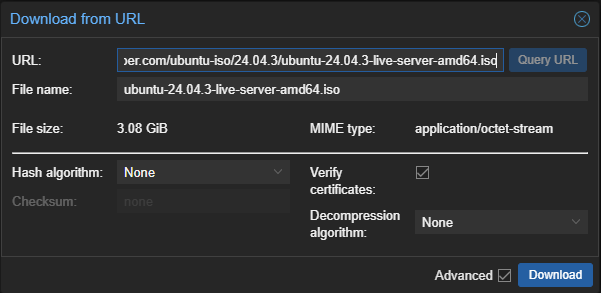 Download from URL
URL: er.com/ubuntu-iso/24.04.3/ubuntu-24.04.3-live-server-amd64.iso Query URL
File name: ubuntu-24.04.3-live-server-amd64.iso
File size: 3.08 GiB MIME type: application/octet-stream
Hash algorithm: None Verify certificates:
Checksum: none
Decompression algorithm: None
Advanced Download